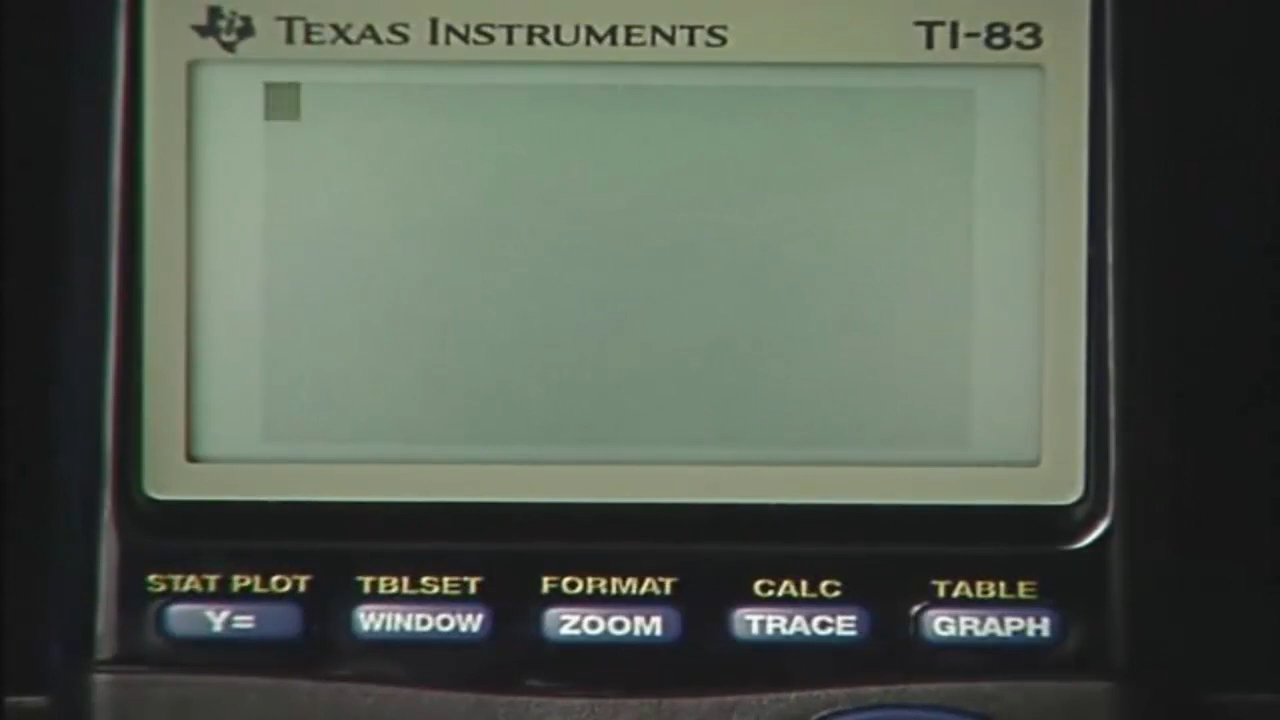 TEXAS INSTRUMENTS TI-83
STAT PLOT TBLSET FORMAT CALC TABLE
Y= WINDOW ZOOM TRACE GRAPH